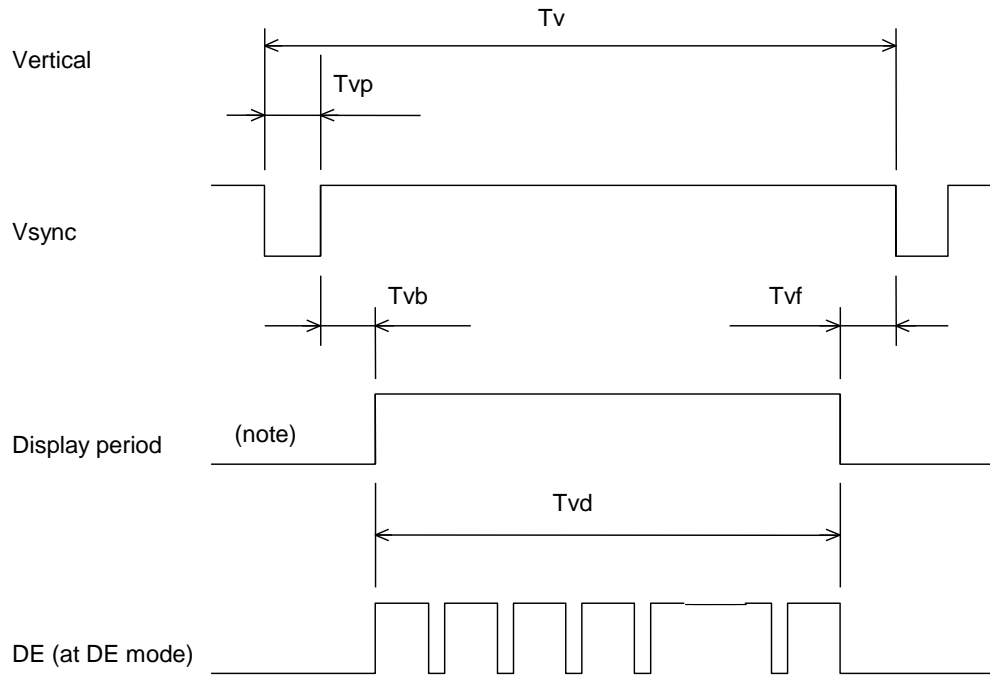 Tv
Vertical
Tvp
Vsync
Tvb
Tvf
Display period
(note)
Tvd
DE (at DE mode)